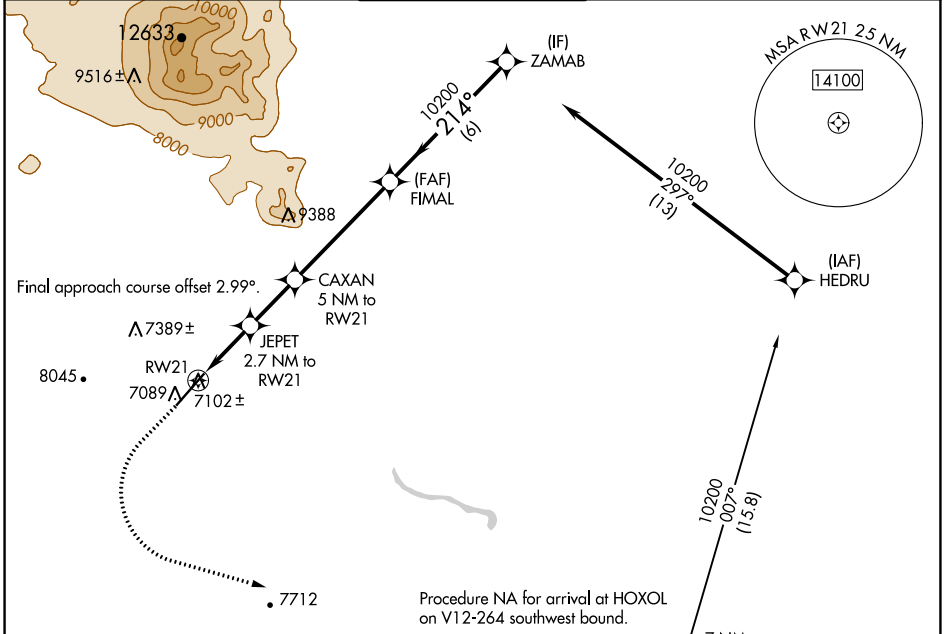 10000
12633
9516±
9000
8000
9388
(IF)
ZAMAB
10200
214°
(6)
MSA RW21 25 NM
14100
(FAF)
FIMAL
10200
297°
(13)
(IAF)
HEDRU
CAXAN
5 NM to
RW21
Final approach course offset 2.99°.
7389±
JEPET
2.7 NM to
RW21
RW21
8045
7089
7102±
10200
007°
(15.8)
7712
Procedure NA for arrival at HOXOL
on V12-264 southwest bound.